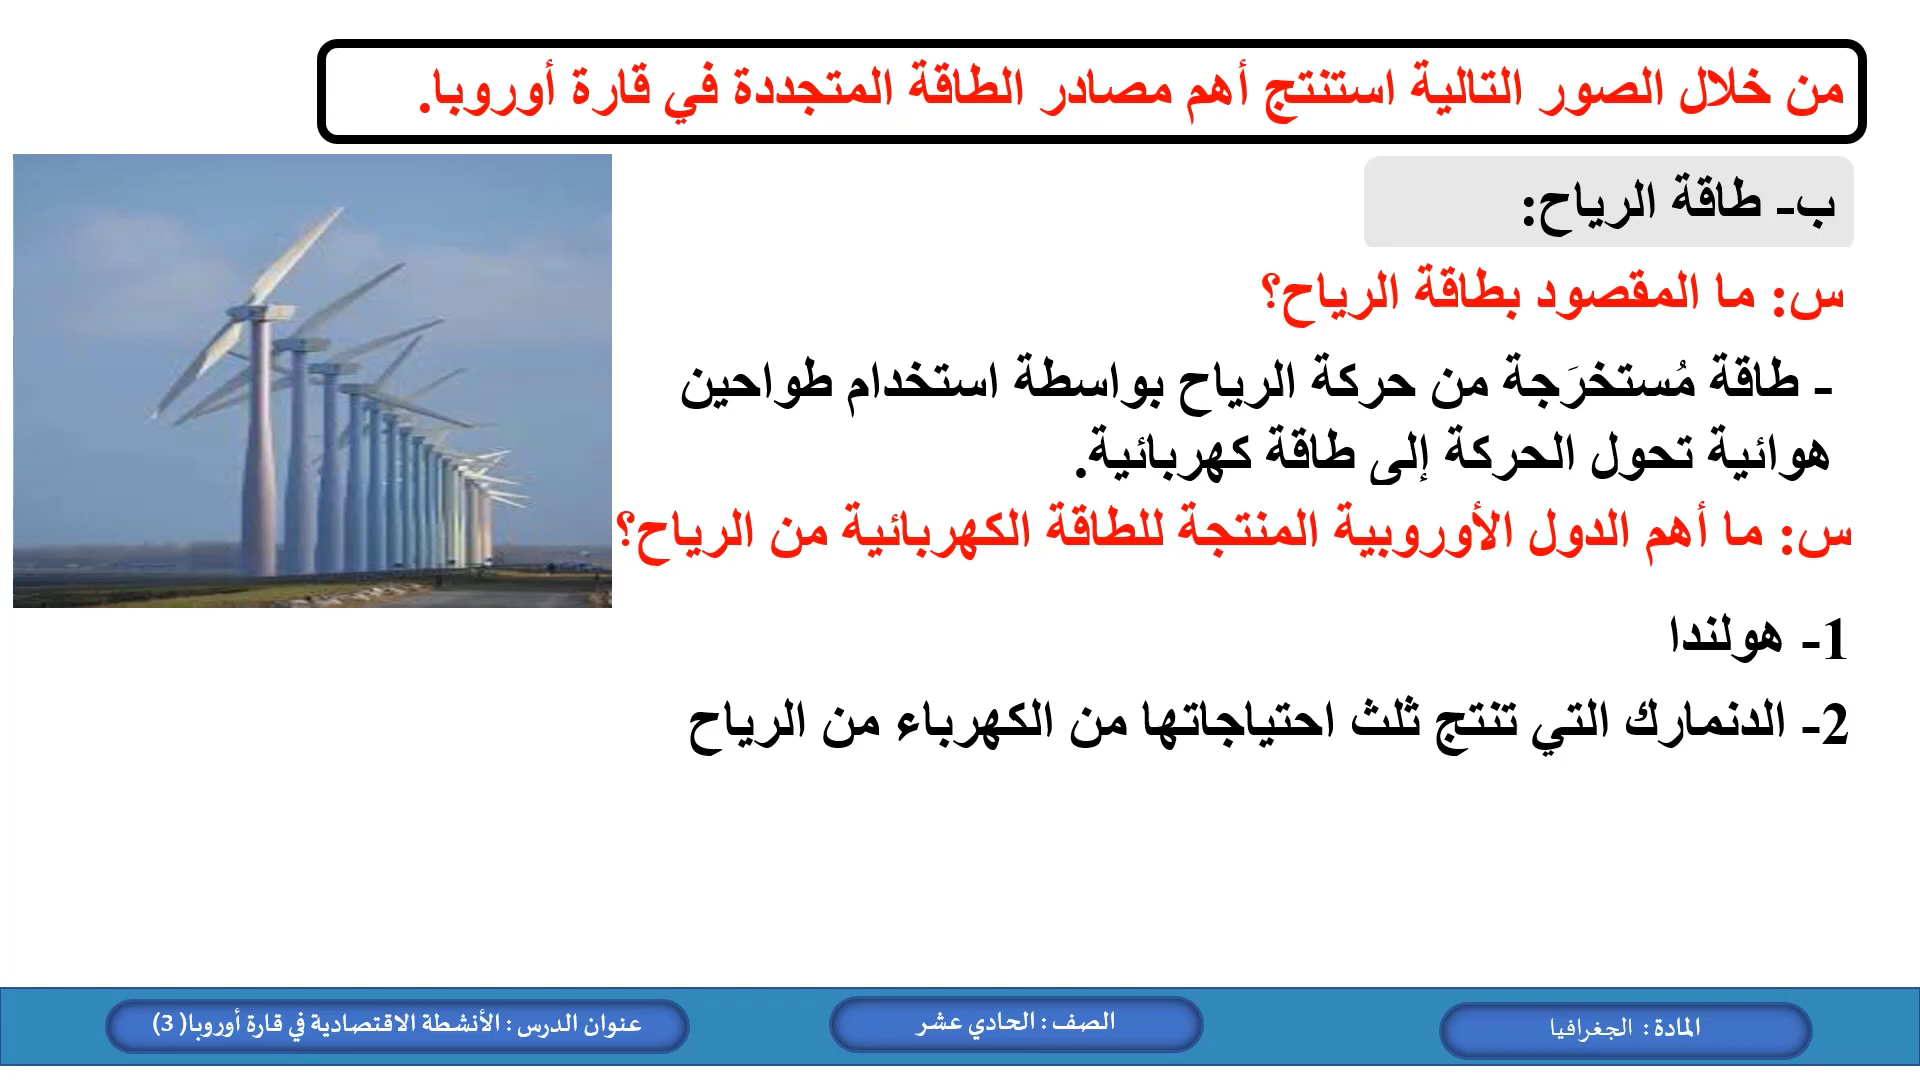 من خلال الصور التالية استنتج أهم مصادر الطاقة المتجددة في قارة أوروبا.
ب- طاقة الرياح:
س: ما المقصود بطاقة الرياح؟
- طاقة مُستخرَجة من حركة الرياح بواسطة استخدام طواحين
هوائية تحول الحركة إلى طاقة كهربائية.
س: ما أهم الدول الأوروبية المنتجة للطاقة الكهربائية من الرياح؟
1- هولندا
2- الدنمارك التي تنتج ثلث احتياجاتها من الكهرباء من الرياح
المادة : الجغرافيا
الصف : الحادي عشر
عنوان الدرس : الأنشطة الاقتصادية في قارة أوروبا( 3)